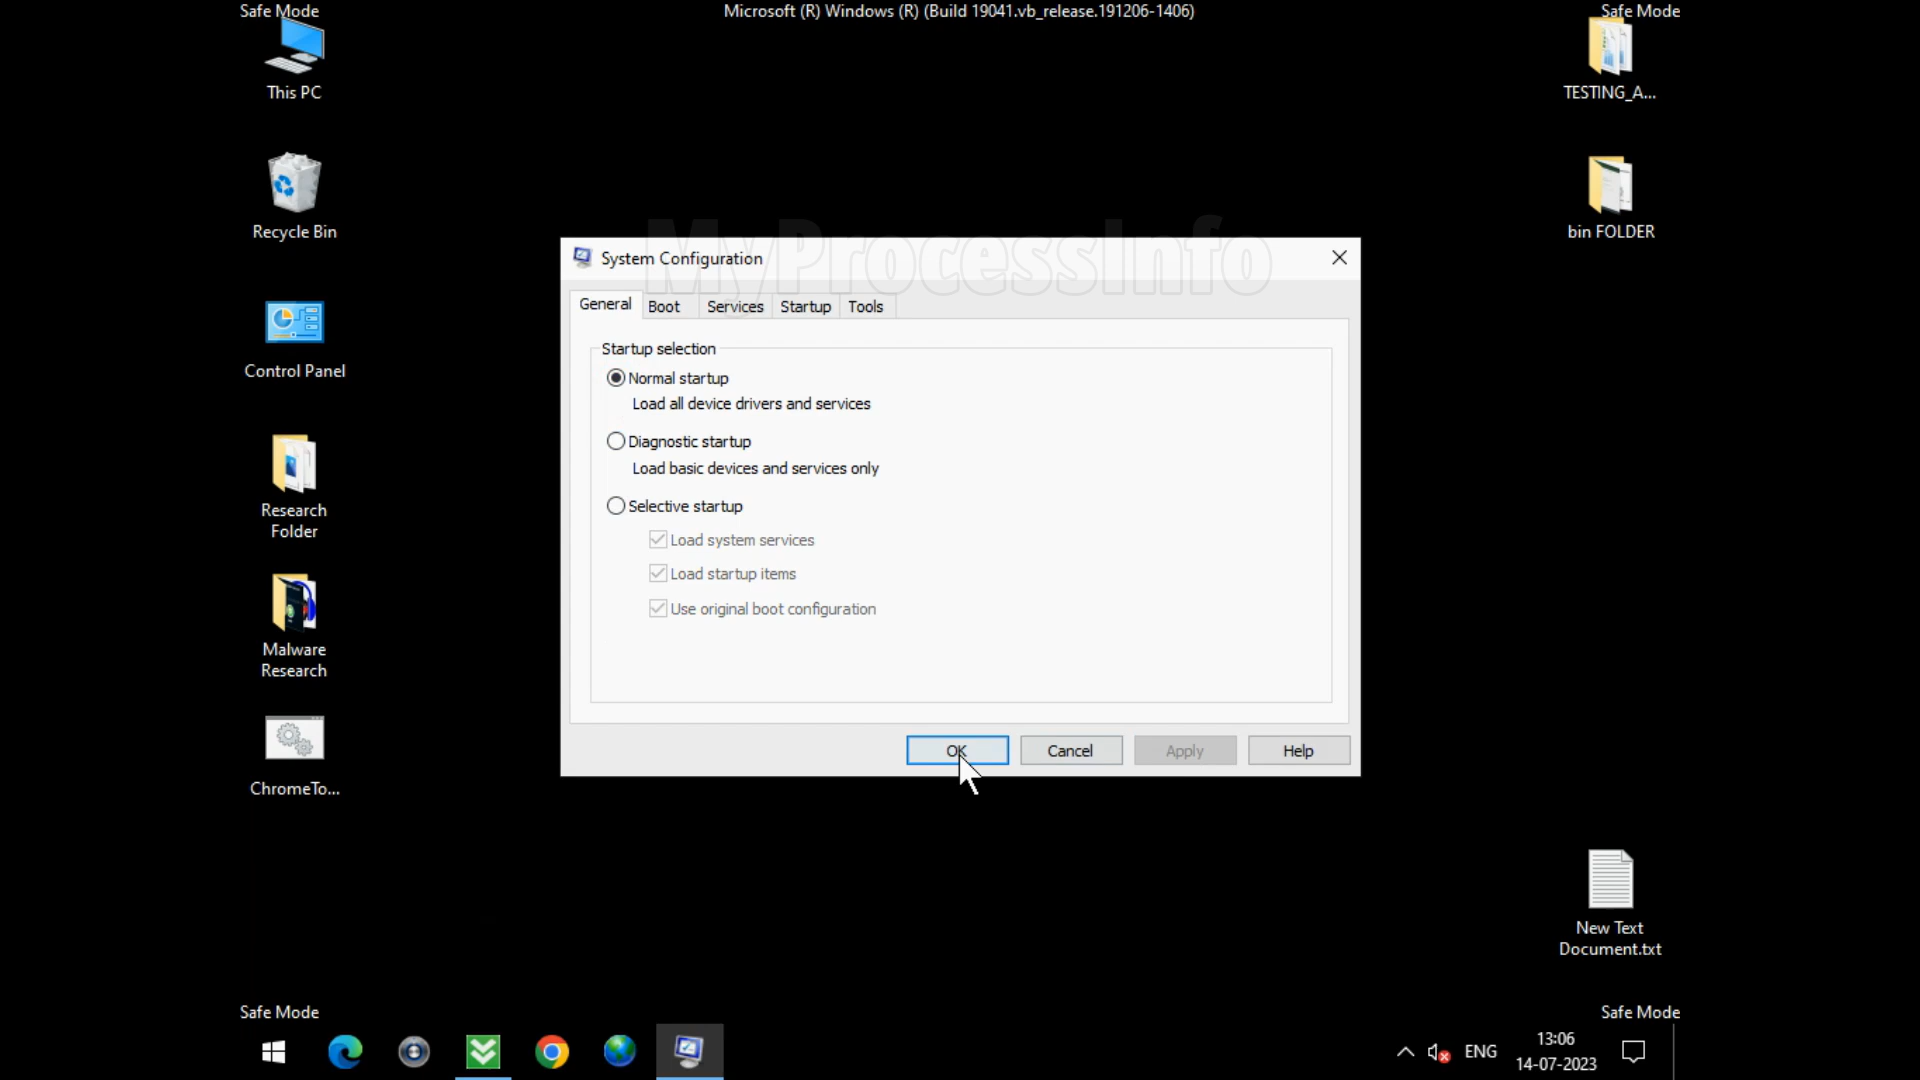 Safe Mode
Microsoft (R) Windows (R) (Build 19041.vb_release.191206-1406)
Safe Mode
This PC
TESTING_A...
Recycle Bin
bin FOLDER
MyProcessInfo
System Configuration
General
Boot
Services
Startup
Tools
Startup selection
Normal startup
Load all device drivers and services
Diagnostic startup
Load basic devices and services only
Selective startup
Load system services
Load startup items
Use original boot configuration
OK
Cancel
Apply
Help
Control Panel
Research
Folder
Malware
Research
ChromeTo...
New Text
Document.txt
Safe Mode
Safe Mode
ENG
13:06
14-07-2023